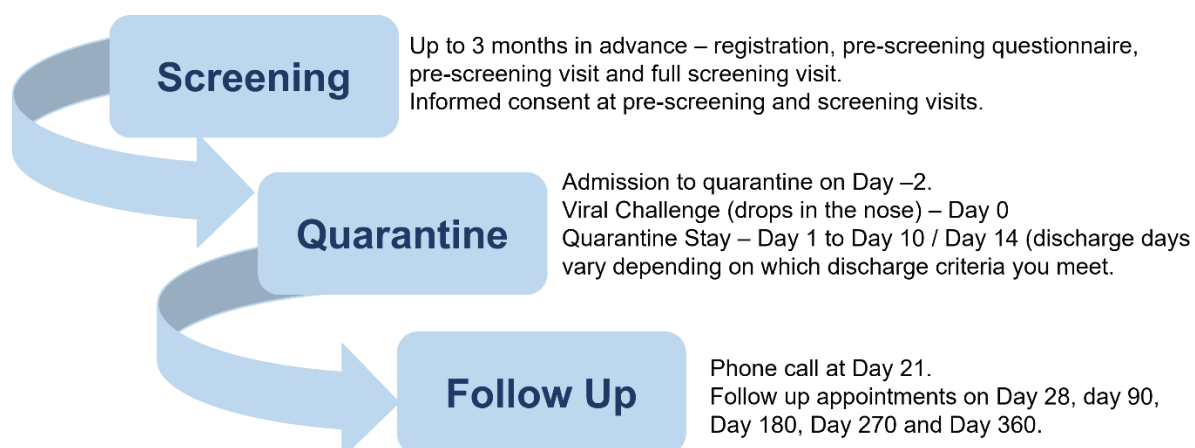 Screening
Up to 3 months in advance – registration, pre-screening questionnaire,
pre-screening visit and full screening visit.
Informed consent at pre-screening and screening visits.
Quarantine
Admission to quarantine on Day –2.
Viral Challenge (drops in the nose) – Day 0
Quarantine Stay – Day 1 to Day 10 / Day 14 (discharge days
vary depending on which discharge criteria you meet.
Follow Up
Phone call at Day 21.
Follow up appointments on Day 28, day 90,
Day 180, Day 270 and Day 360.